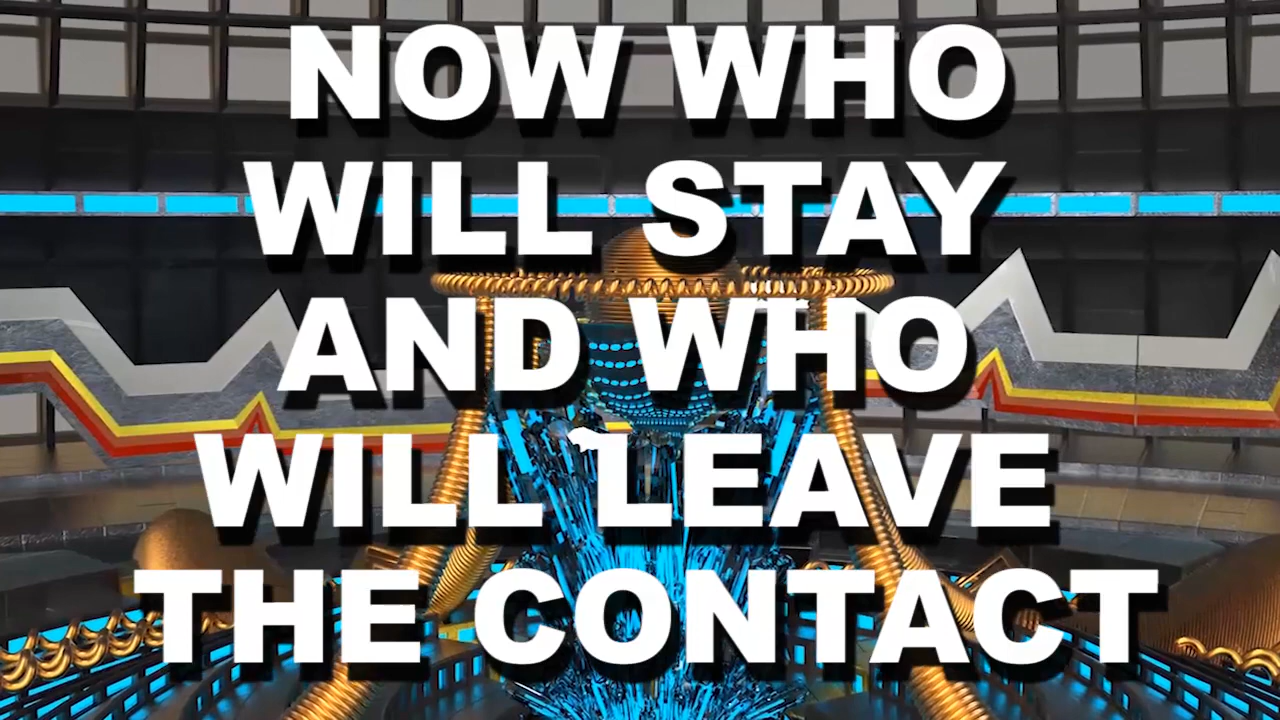 NOW WHO
WILL STAY
AND WHO
WILL LEAVE
THE CONTACT